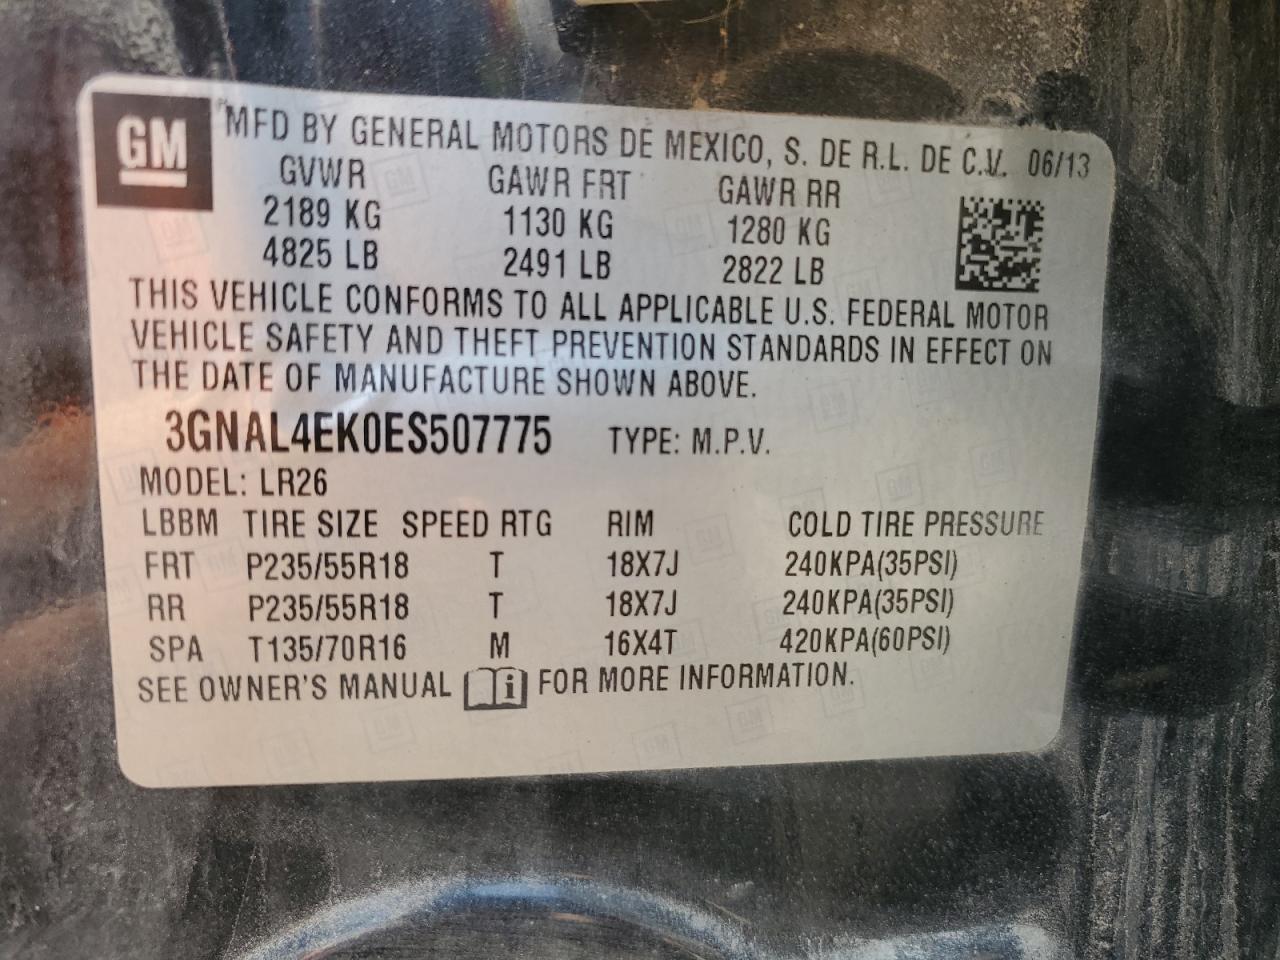 GM
MFD BY GENERAL MOTORS DE MEXICO, S. DE R.L. DE C.V. 06/13
GVWR GAWR FRT GAWR RR
2189 KG 1130 KG 1280 KG
4825 LB 2491 LB 2822 LB
THIS VEHICLE CONFORMS TO ALL APPLICABLE U.S. FEDERAL MOTOR
VEHICLE SAFETY AND THEFT PREVENTION STANDARDS IN EFFECT ON
THE DATE OF MANUFACTURE SHOWN ABOVE.
3GNAL4EK0ES507775 TYPE: M.P.V.
MODEL: LR26
LBBM TIRE SIZE SPEED RTG RIM COLD TIRE PRESSURE
FRT P235/55R18 T 18X7J 240KPA(35PSI)
RR P235/55R18 T 18X7J 240KPA(35PSI)
SPA T135/70R16 M 16X4T 420KPA(60PSI)
SEE OWNER'S MANUAL i FOR MORE INFORMATION.